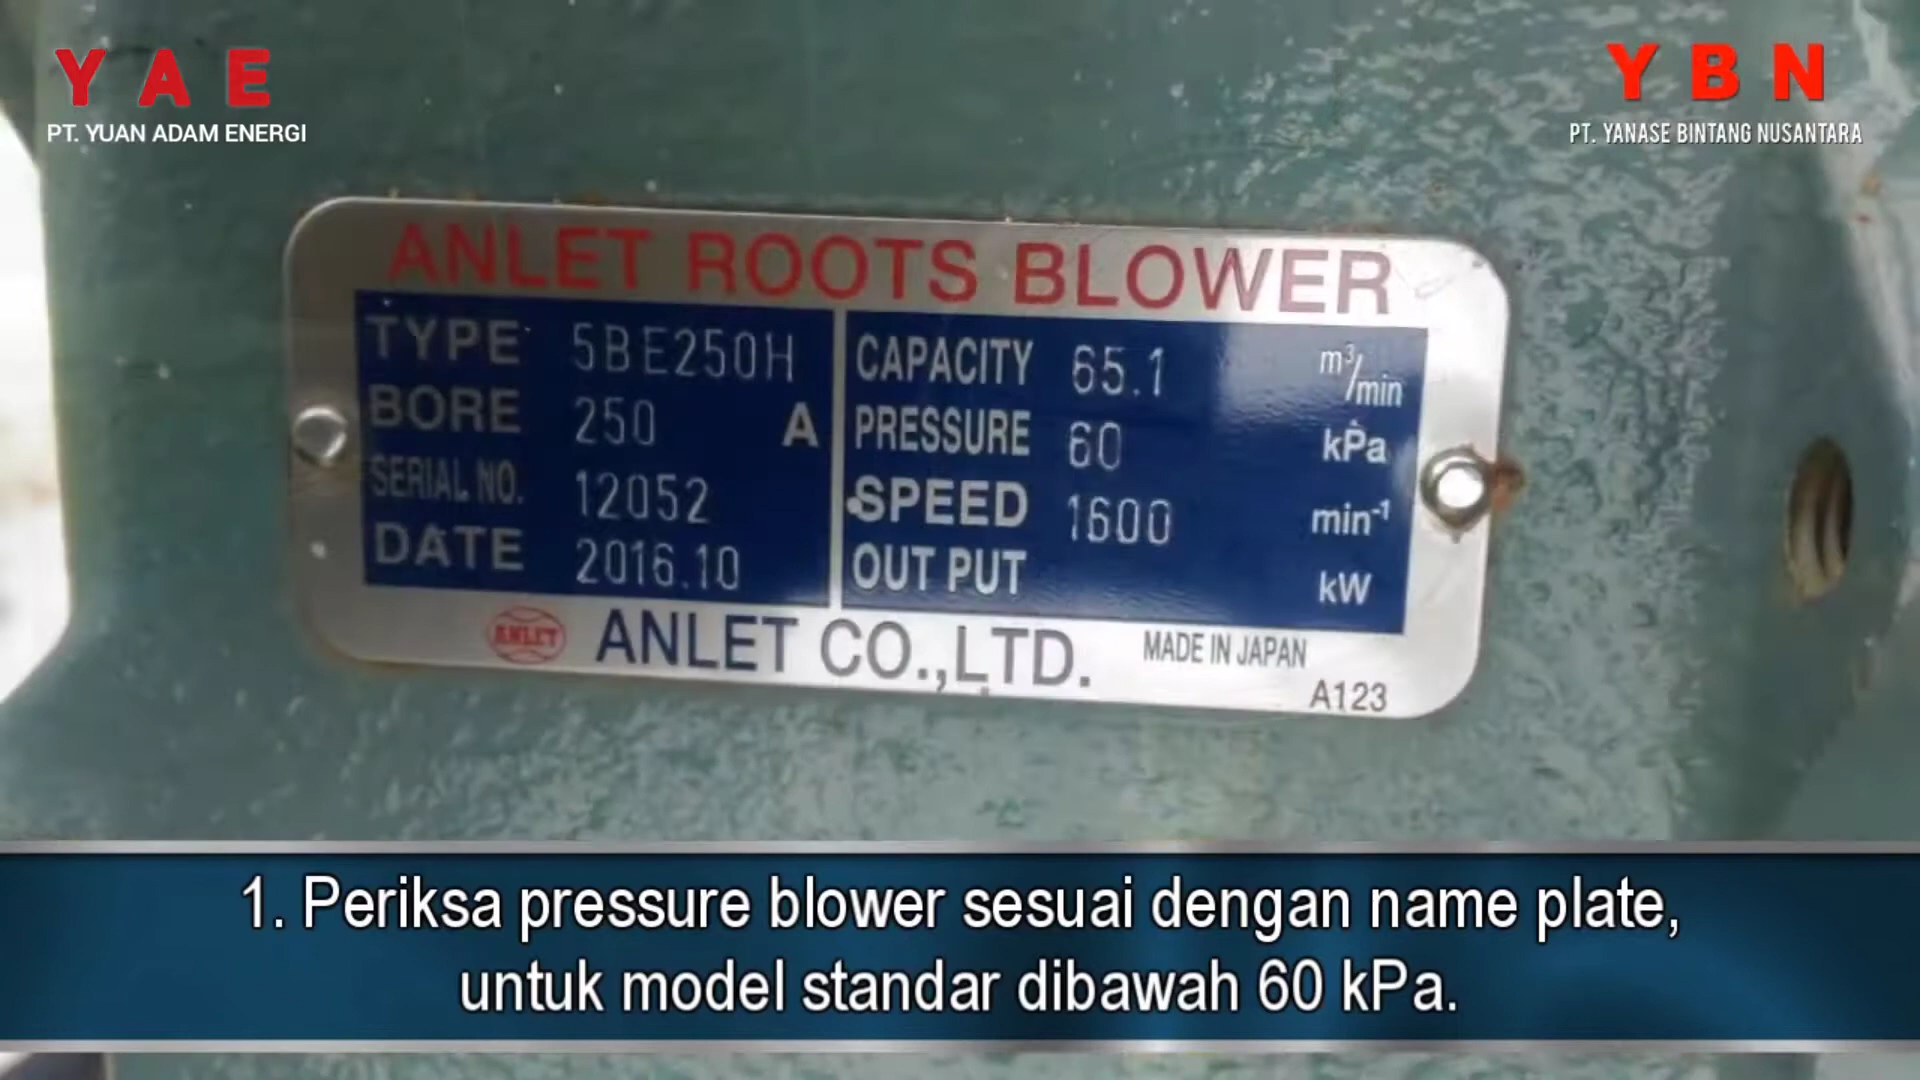 Y A E
PT. YUAN ADAM ENERGI
Y B N
PT. YANASE BINTANG NUSANTARA
ANLET ROOTS BLOWER
TYPE 5BE250H
BORE 250 A
SERIAL NO. 12052
DATE 2016.10
CAPACITY 65.1 m³/min
PRESSURE 60 kPa
SPEED 1600 min⁻¹
OUT PUT kW
ANLET ANLET CO.,LTD. MADE IN JAPAN
A123
1. Periksa pressure blower sesuai dengan name plate,
untuk model standar dibawah 60 kPa.